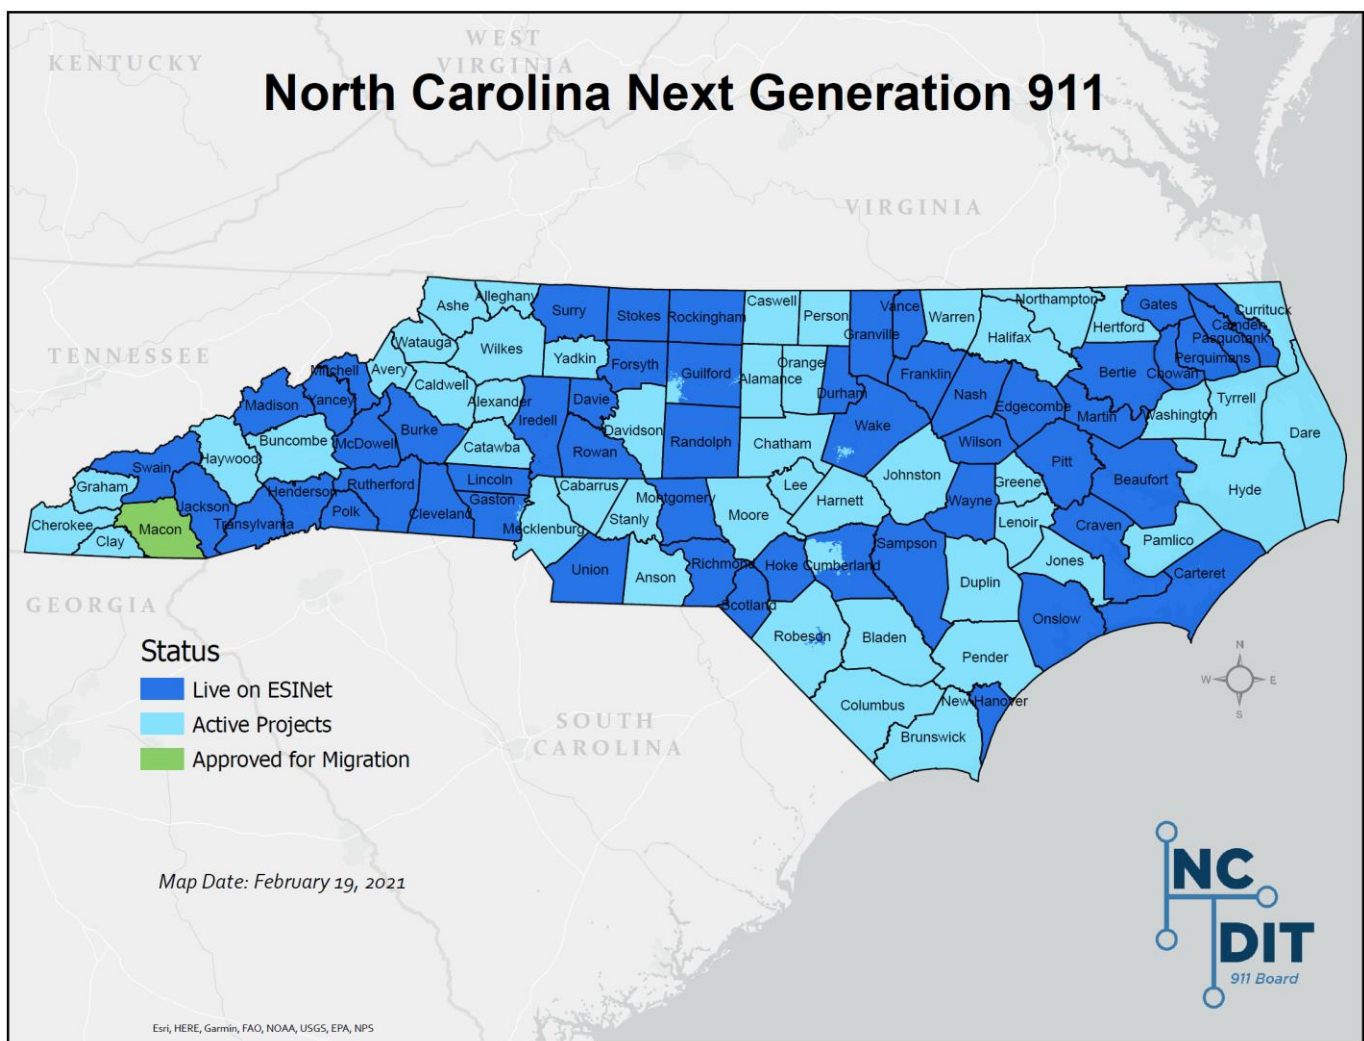 KENTUCKY
WEST
VIRGINIA
North Carolina Next Generation 911
VIRGINIA
TENNESSEE
Ashe
Alleghany
Surry
Stokes
Rockingham
Caswell
Person
Granville
Vance
Warren
Northampton
Halifax
Hertford
Gates
Currituck
Camden
Pasquotank
Perquimans
Chowan
Bertie
Watauga
Wilkes
Yadkin
Forsyth
Guilford
Alamance
Orange
Durham
Franklin
Nash
Edgecombe
Martin
Washington
Tyrrell
Dare
Mitchell
Avery
Caldwell
Alexander
Madison
Yancey
Iredell
Davie
Davidson
Randolph
Chatham
Wake
Wilson
Pitt
Beaufort
Hyde
Buncombe
McDowell
Burke
Catawba
Rowan
Haywood
Swain
Graham
Rutherford
Lincoln
Gaston
Cabarrus
Stanly
Montgomery
Moore
Lee
Harnett
Johnston
Wayne
Greene
Lenoir
Craven
Pamlico
Jackson
Henderson
Polk
Cleveland
Mecklenburg
Cherokee
Clay
Macon
Transylvania
Union
Anson
Richmond
Scotland
Hoke
Cumberland
Sampson
Duplin
Jones
Carteret
Onslow
Robeson
Bladen
Pender
Columbus
New Hanover
Brunswick
GEORGIA
SOUTH
CAROLINA
Status
Live on ESINet
Active Projects
Approved for Migration
Map Date: February 19, 2021
N
W
E
S
NC
DIT
911 Board
Esri, HERE, Garmin, FAO, NOAA, USGS, EPA, NPS